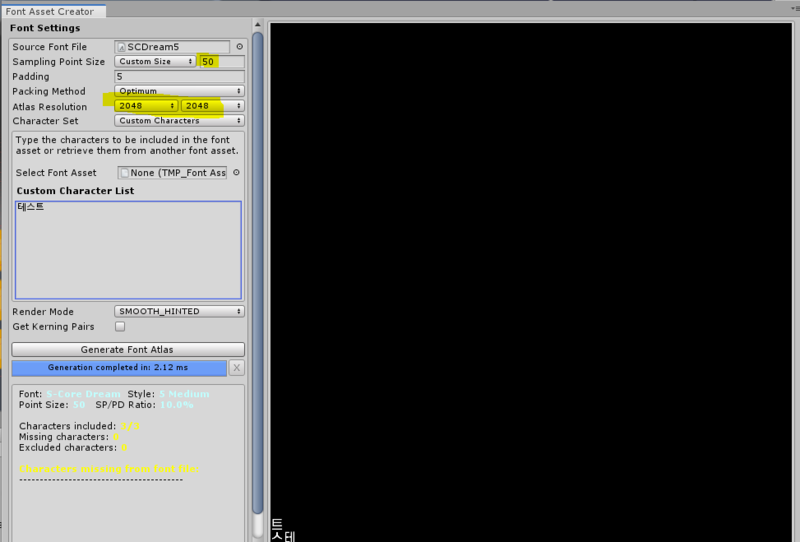 Font Asset Creator
Font Settings
Source Font File SCDream5
Sampling Point Size Custom Size 50
Padding 5
Packing Method Optimum
Atlas Resolution 2048 2048
Character Set Custom Characters
Type the characters to be included in the font
asset or retrieve them from another font asset.
Select Font Asset None (TMP_Font Ass
Custom Character List
테스트
Render Mode SMOOTH_HINTED
Get Kerning Pairs
Generate Font Atlas
Generation completed in: 2.12 ms X
Font: S-Core Dream Style: 5 Medium
Point Size: 50 SP/PD Ratio: 10.0%
Characters included: 3/3
Missing characters: 0
Excluded characters: 0
Characters missing from font file:
----------------------------------------
트
스테